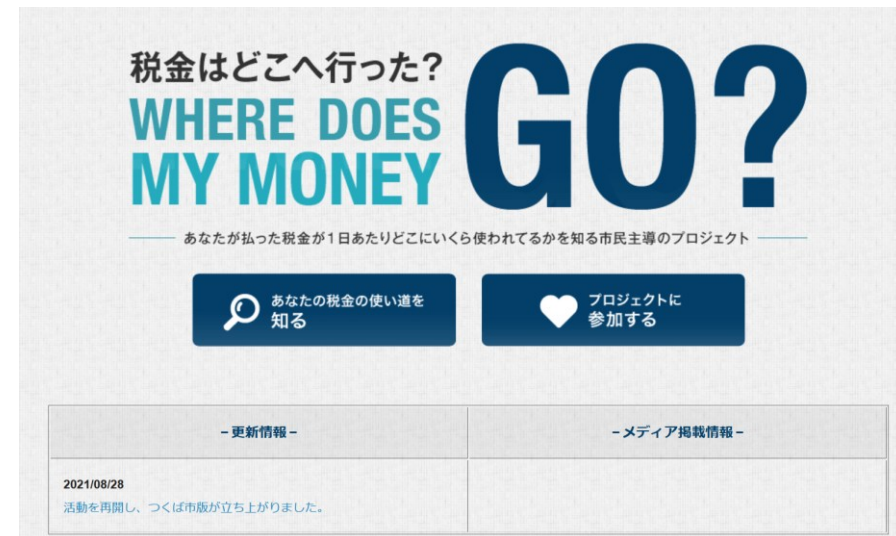 税金はどこへ行った?
WHERE DOES
MY MONEY
GO?
あなたが払った税金が1日あたりどこにいくら使われてるかを知る市民主導のプロジェクト
あなたの税金の使い道を
知る
プロジェクトに
参加する
–更新情報–
–メディア掲載情報–
2021/08/28
活動を再開し、つくば市版が立ち上がりました。